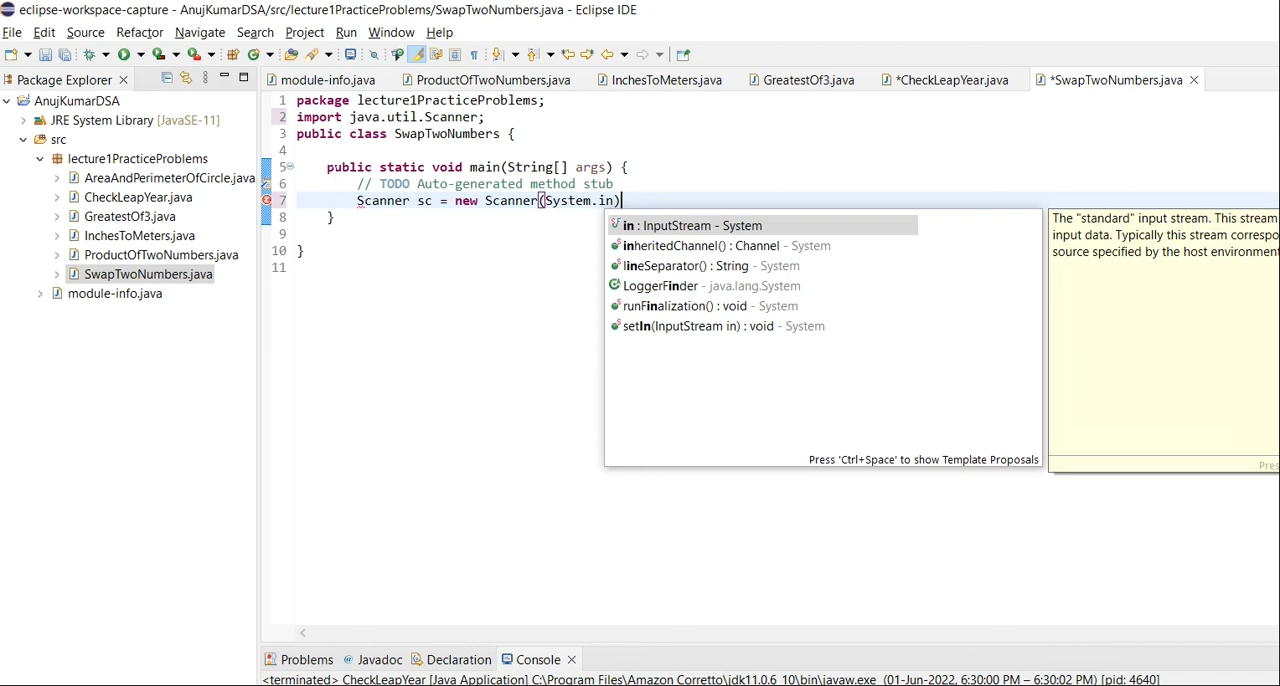 eclipse-workspace-capture - AnujKumarDSA/src/lecture1PracticeProblems/SwapTwoNumbers.java - Eclipse IDE
File Edit Source Refactor Navigate Search Project Run Window Help
Package Explorer
module-info.java ProductOfTwoNumbers.java InchesToMeters.java GreatestOf3.java *CheckLeapYear.java *SwapTwoNumbers.java
AnujKumarDSA
JRE System Library [JavaSE-11]
src
lecture1PracticeProblems
AreaAndPerimeterOfCircle.java
CheckLeapYear.java
GreatestOf3.java
InchesToMeters.java
ProductOfTwoNumbers.java
SwapTwoNumbers.java
module-info.java
1 package lecture1PracticeProblems;
2 import java.util.Scanner;
3 public class SwapTwoNumbers {
4
5 public static void main(String[] args) {
6 // TODO Auto-generated method stub
7 Scanner sc = new Scanner(System.in)
8 }
9
10 }
11
in : InputStream - System
inheritedChannel() : Channel - System
lineSeparator() : String - System
LoggerFinder - java.lang.System
runFinalization() : void - System
setIn(InputStream in) : void - System
Press 'Ctrl+Space' to show Template Proposals
The "standard" input stream. This stream
input data. Typically this stream correspo
source specified by the host environment
Pres
Problems Javadoc Declaration Console
<terminated> CheckLeapYear [Java Application] C:\Program Files\Amazon Corretto\jdk11.0.6_10\bin\javaw.exe (01-Jun-2022, 6:30:00 PM – 6:30:02 PM) [pid: 4640]